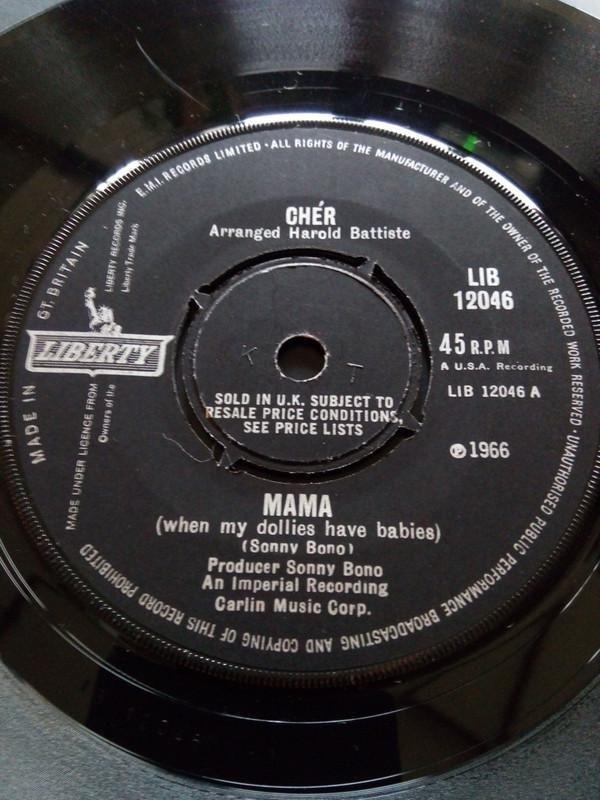 E.M.I. RECORDS LIMITED · ALL RIGHTS OF THE MANUFACTURER AND OF THE OWNER OF THE RECORDED WORK RESERVED · UNAUTHORISED PUBLIC PERFORMANCE BROADCASTING AND COPYING OF THIS RECORD PROHIBITED
MADE IN GT. BRITAIN
CHÉR
Arranged Harold Battiste
LIBERTY RECORDS INC.
Liberty Trade Mark
LIBERTY
MADE UNDER LICENCE FROM
Owners of the
LIB
12046
45 R.P.M
A U.S.A. Recording
LIB 12046 A
K T
SOLD IN U.K. SUBJECT TO
RESALE PRICE CONDITIONS,
SEE PRICE LISTS
℗ 1966
MAMA
(when my dollies have babies)
(Sonny Bono)
Producer Sonny Bono
An Imperial Recording
Carlin Music Corp.